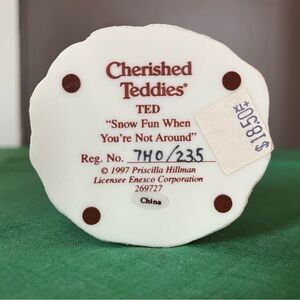 Cherished
Teddies®
TED
"Snow Fun When
You're Not Around"
Reg. No. 7H0/235
© 1997 Priscilla Hillman
Licensee Enesco Corporation
269727
China
$18.50